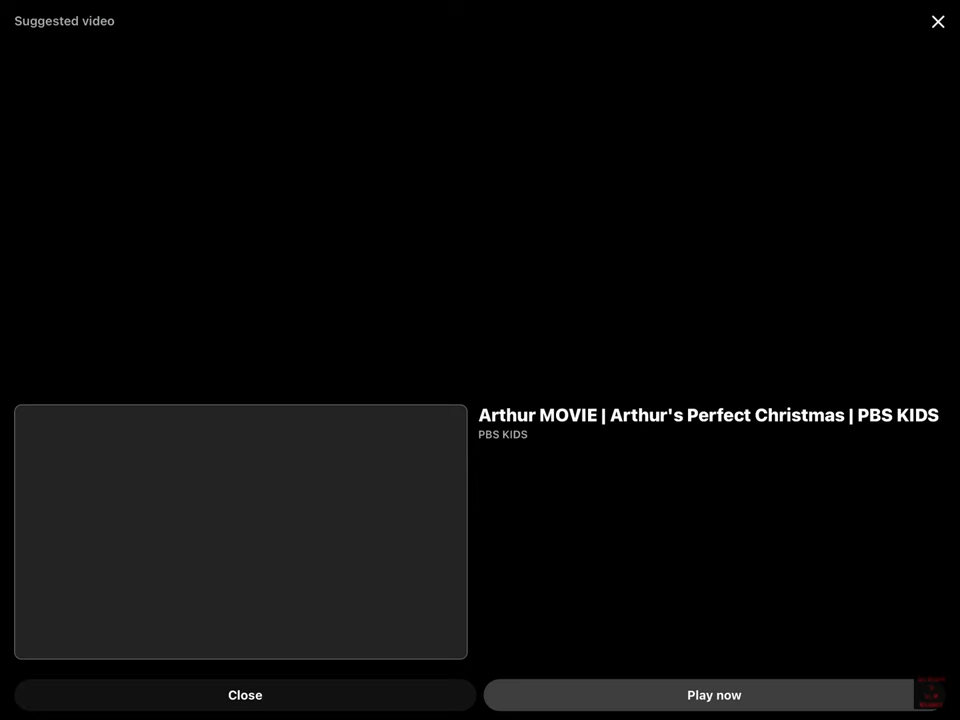 Suggested video
Arthur MOVIE | Arthur's Perfect Christmas | PBS KIDS
PBS KIDS
Close
Play now